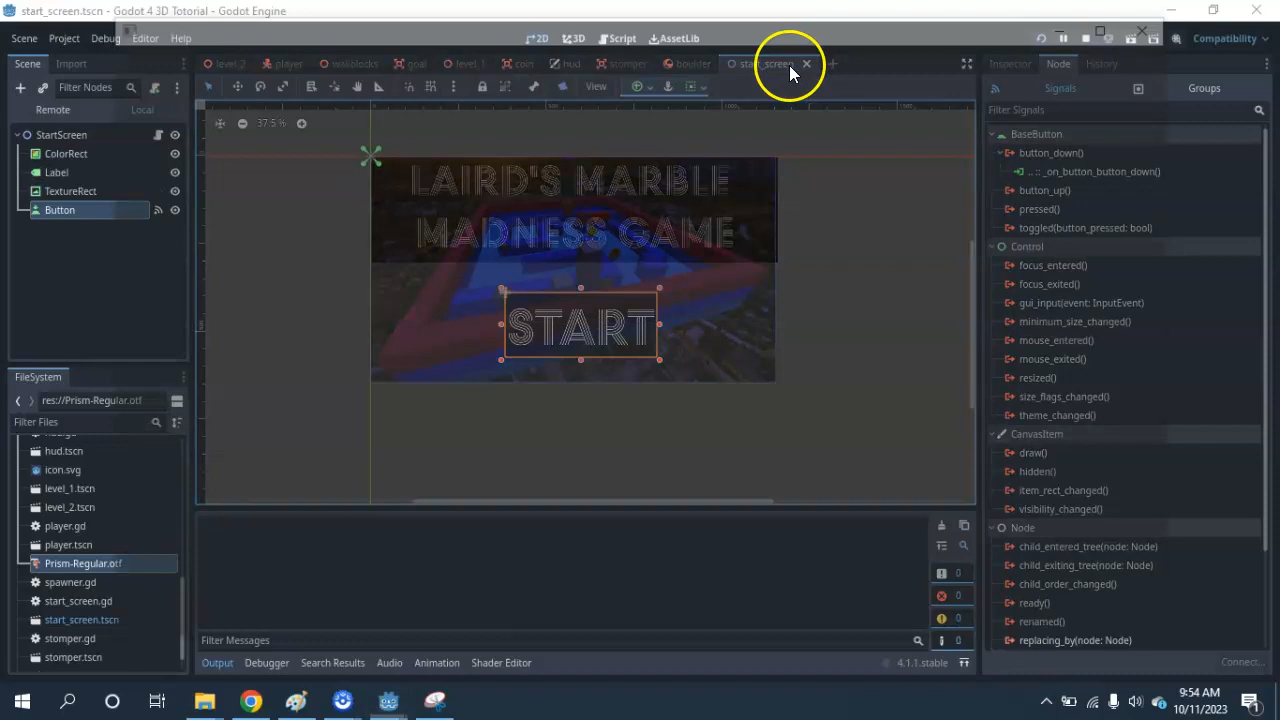 start_screen.tscn - Godot 4 3D Tutorial - Godot Engine
Scene Project Debug Editor Help
2D 3D Script AssetLib
Compatibility
Scene Import
level_2 player wallblocks goal level_1 coin hud stomper boulder start_screen
Inspector Node History
Filter Nodes
View
Signals Groups
Remote Local
Filter Signals
37.5 %
StartScreen
ColorRect
Label
TextureRect
Button
LAIRD'S MARBLE
MADNESS GAME
START
BaseButton
button_down()
.. :: _on_button_button_down()
button_up()
pressed()
toggled(button_pressed: bool)
Control
focus_entered()
focus_exited()
gui_input(event: InputEvent)
minimum_size_changed()
mouse_entered()
mouse_exited()
resized()
size_flags_changed()
theme_changed()
CanvasItem
draw()
hidden()
item_rect_changed()
visibility_changed()
Node
child_entered_tree(node: Node)
child_exiting_tree(node: Node)
child_order_changed()
ready()
renamed()
replacing_by(node: Node)
Connect...
FileSystem
res://Prism-Regular.otf
Filter Files
hud.tscn
icon.svg
level_1.tscn
level_2.tscn
player.gd
player.tscn
Prism-Regular.otf
spawner.gd
start_screen.gd
start_screen.tscn
stomper.gd
stomper.tscn
0
0
0
0
Filter Messages
Output Debugger Search Results Audio Animation Shader Editor
4.1.1.stable
9:54 AM
10/11/2023
1